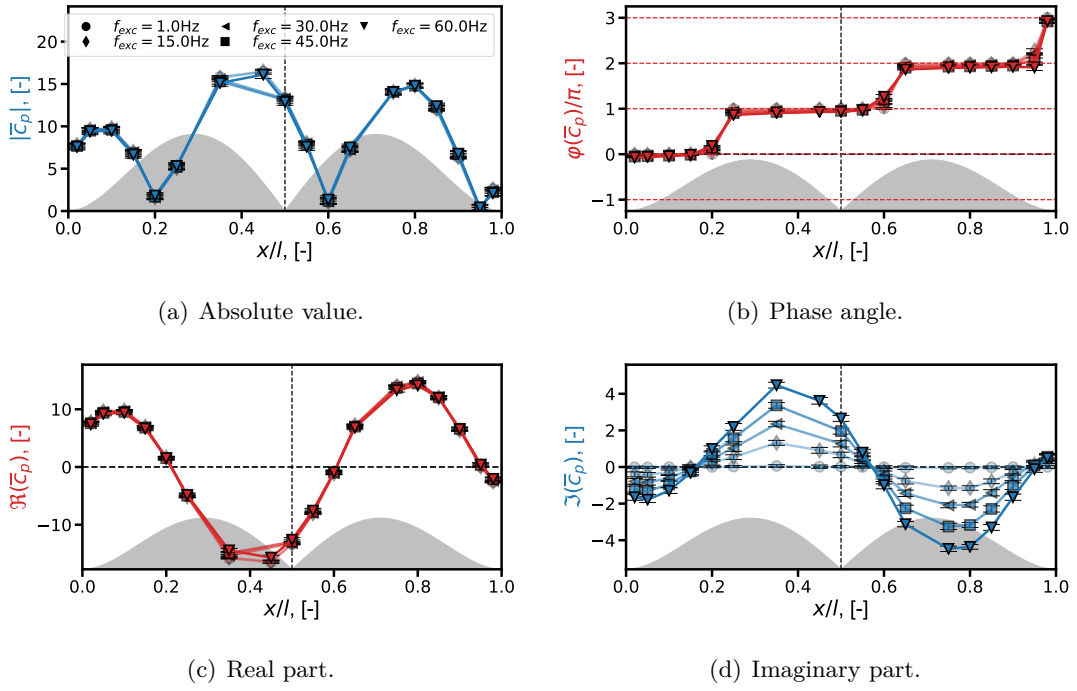 f_exc = 1.0Hz
f_exc = 15.0Hz
f_exc = 30.0Hz
f_exc = 45.0Hz
f_exc = 60.0Hz
|c̅_p|, [-]
20
15
10
5
0
0.0 0.2 0.4 0.6 0.8 1.0
x/l, [-]
(a) Absolute value.
φ(c̅_p)/π, [-]
3
2
1
0
−1
0.0 0.2 0.4 0.6 0.8 1.0
x/l, [-]
(b) Phase angle.
ℜ(c̅_p), [-]
10
0
−10
0.0 0.2 0.4 0.6 0.8 1.0
x/l, [-]
(c) Real part.
ℑ(c̅_p), [-]
4
2
0
−2
−4
0.0 0.2 0.4 0.6 0.8 1.0
x/l, [-]
(d) Imaginary part.